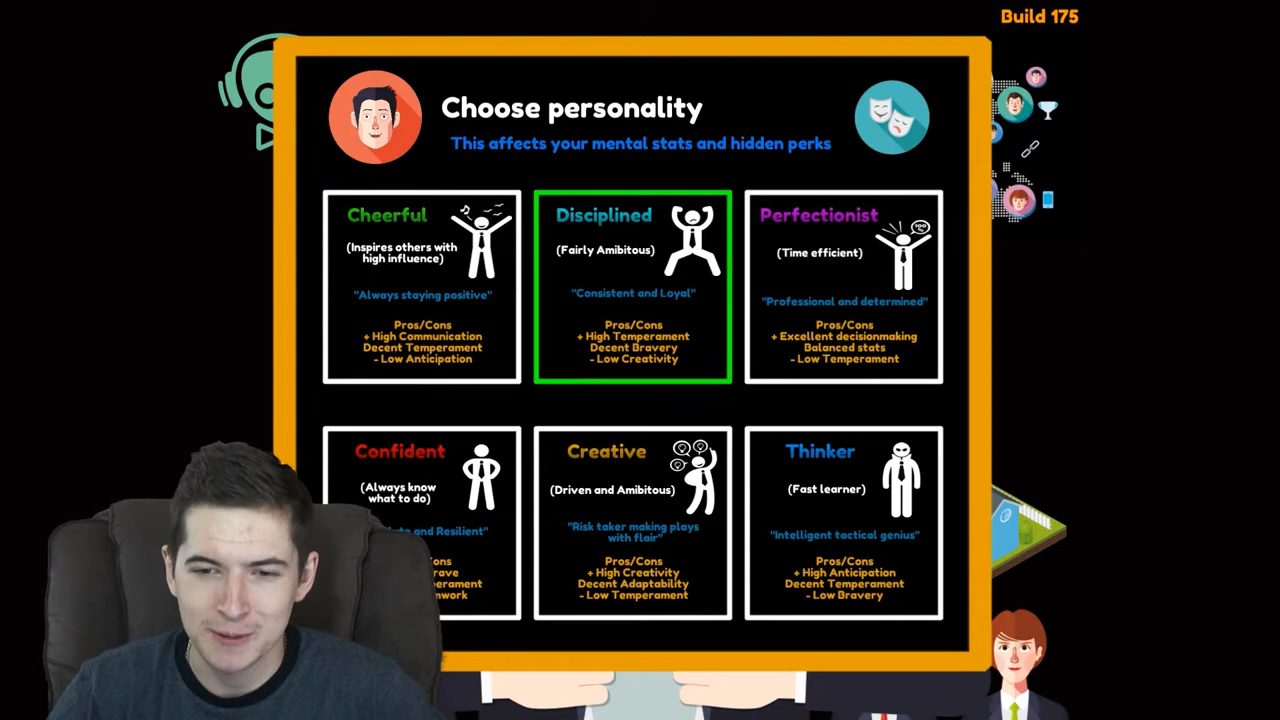 Build 175
Choose personality
This affects your mental stats and hidden perks
Cheerful
(Inspires others with
high influence)
"Always staying positive"
Pros/Cons
+ High Communication
Decent Temperament
- Low Anticipation
Disciplined
(Fairly Ambitous)
"Consistent and Loyal"
Pros/Cons
+ High Temperament
Decent Bravery
- Low Creativity
Perfectionist
(Time efficient)
"Professional and determined"
Pros/Cons
+ Excellent decisionmaking
Balanced stats
- Low Temperament
Confident
(Always know
what to do)
and Resilient"
Creative
(Driven and Ambitous)
"Risk taker making plays
with flair"
Pros/Cons
+ High Creativity
Decent Adaptability
- Low Temperament
Thinker
(Fast learner)
"Intelligent tactical genius"
Pros/Cons
+ High Anticipation
Decent Temperament
- Low Bravery